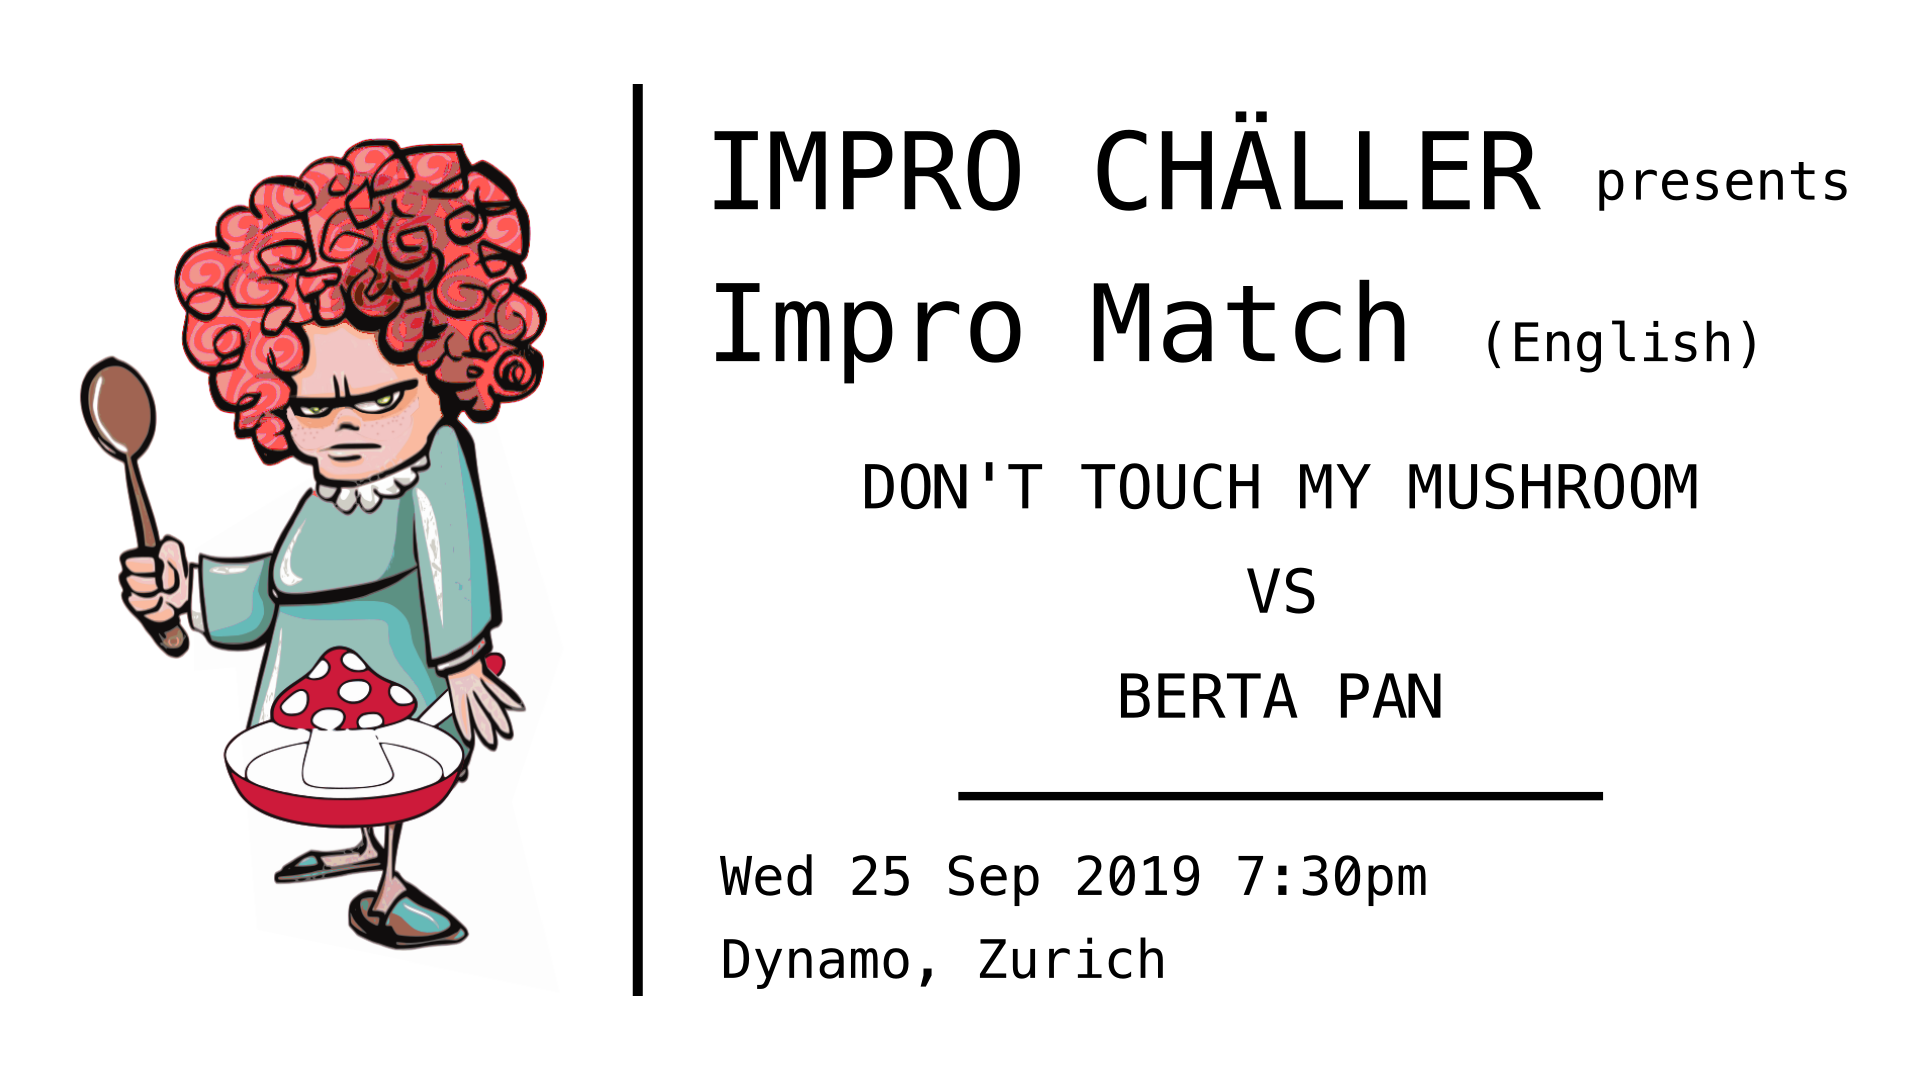 IMPRO CHÄLLER presents
Impro Match (English)
DON'T TOUCH MY MUSHROOM
VS
BERTA PAN
Wed 25 Sep 2019 7:30pm
Dynamo, Zurich